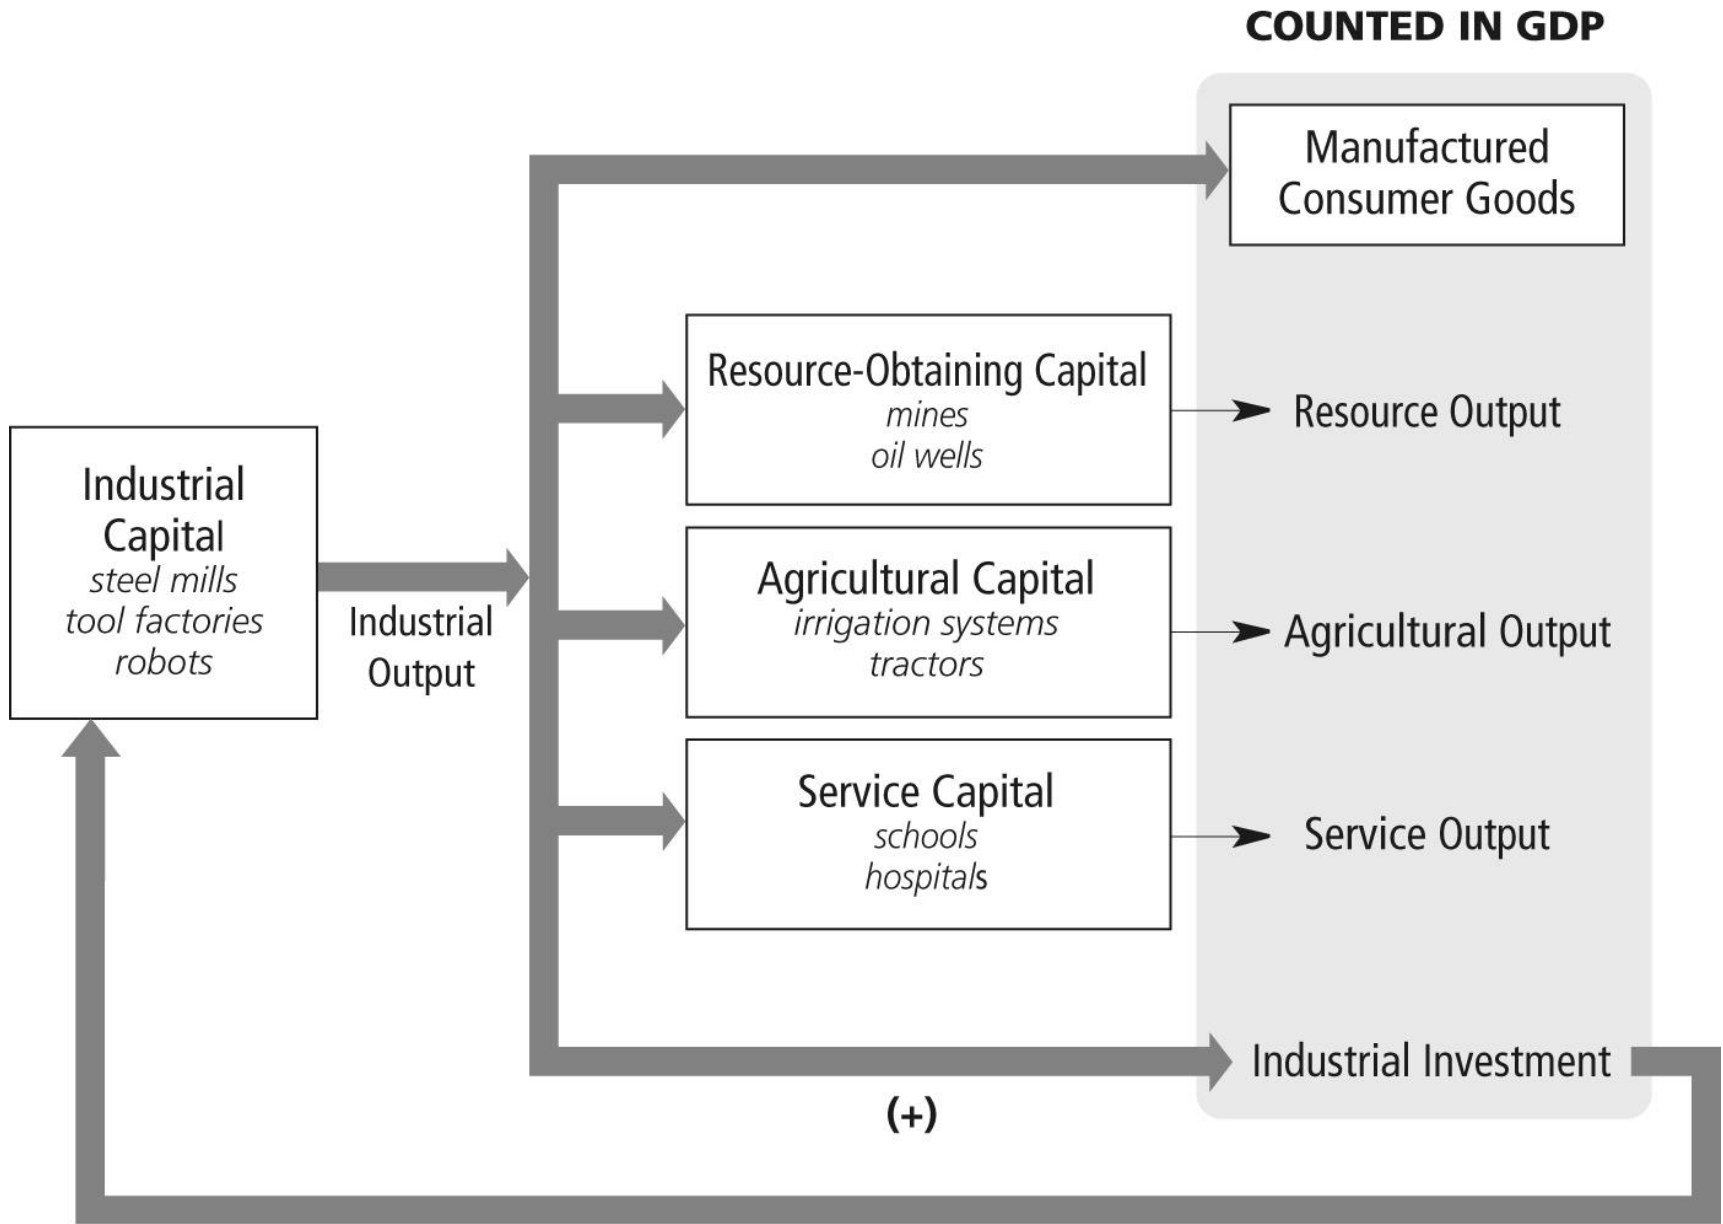 COUNTED IN GDP
Manufactured
Consumer Goods
Resource-Obtaining Capital
mines
oil wells
Resource Output
Industrial
Capital
steel mills
tool factories
robots
Industrial
Output
Agricultural Capital
irrigation systems
tractors
Agricultural Output
Service Capital
schools
hospitals
Service Output
Industrial Investment
(+)